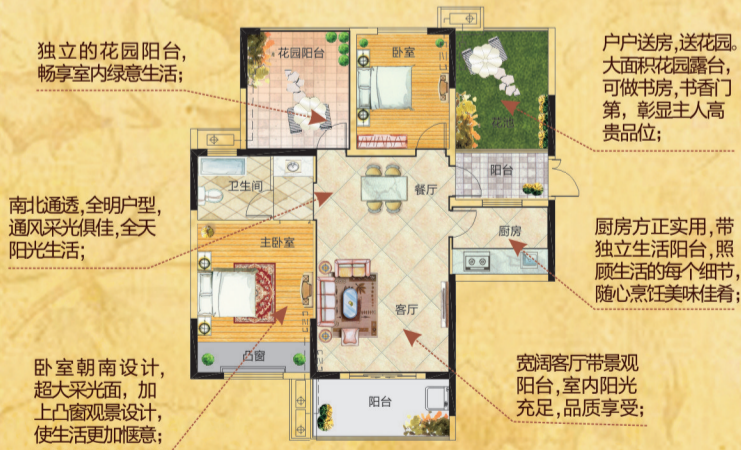 独立的花园阳台,
畅享室内绿意生活;
南北通透,全明户型,
通风采光俱佳,全天
阳光生活;
卧室朝南设计,
超大采光面，加
上凸窗观景设计,
使生活更加惬意;
花园阳台
卧室
花池
卫生间
餐厅
阳台
厨房
主卧室
客厅
凸窗
阳台
户户送房,送花园。
大面积花园露台,
可做书房,书香门
第，彰显主人高
贵品位;
厨房方正实用,带
独立生活阳台,照
顾生活的每个细节,
随心烹饪美味佳肴;
宽阔客厅带景观
阳台,室内阳光
充足,品质享受;